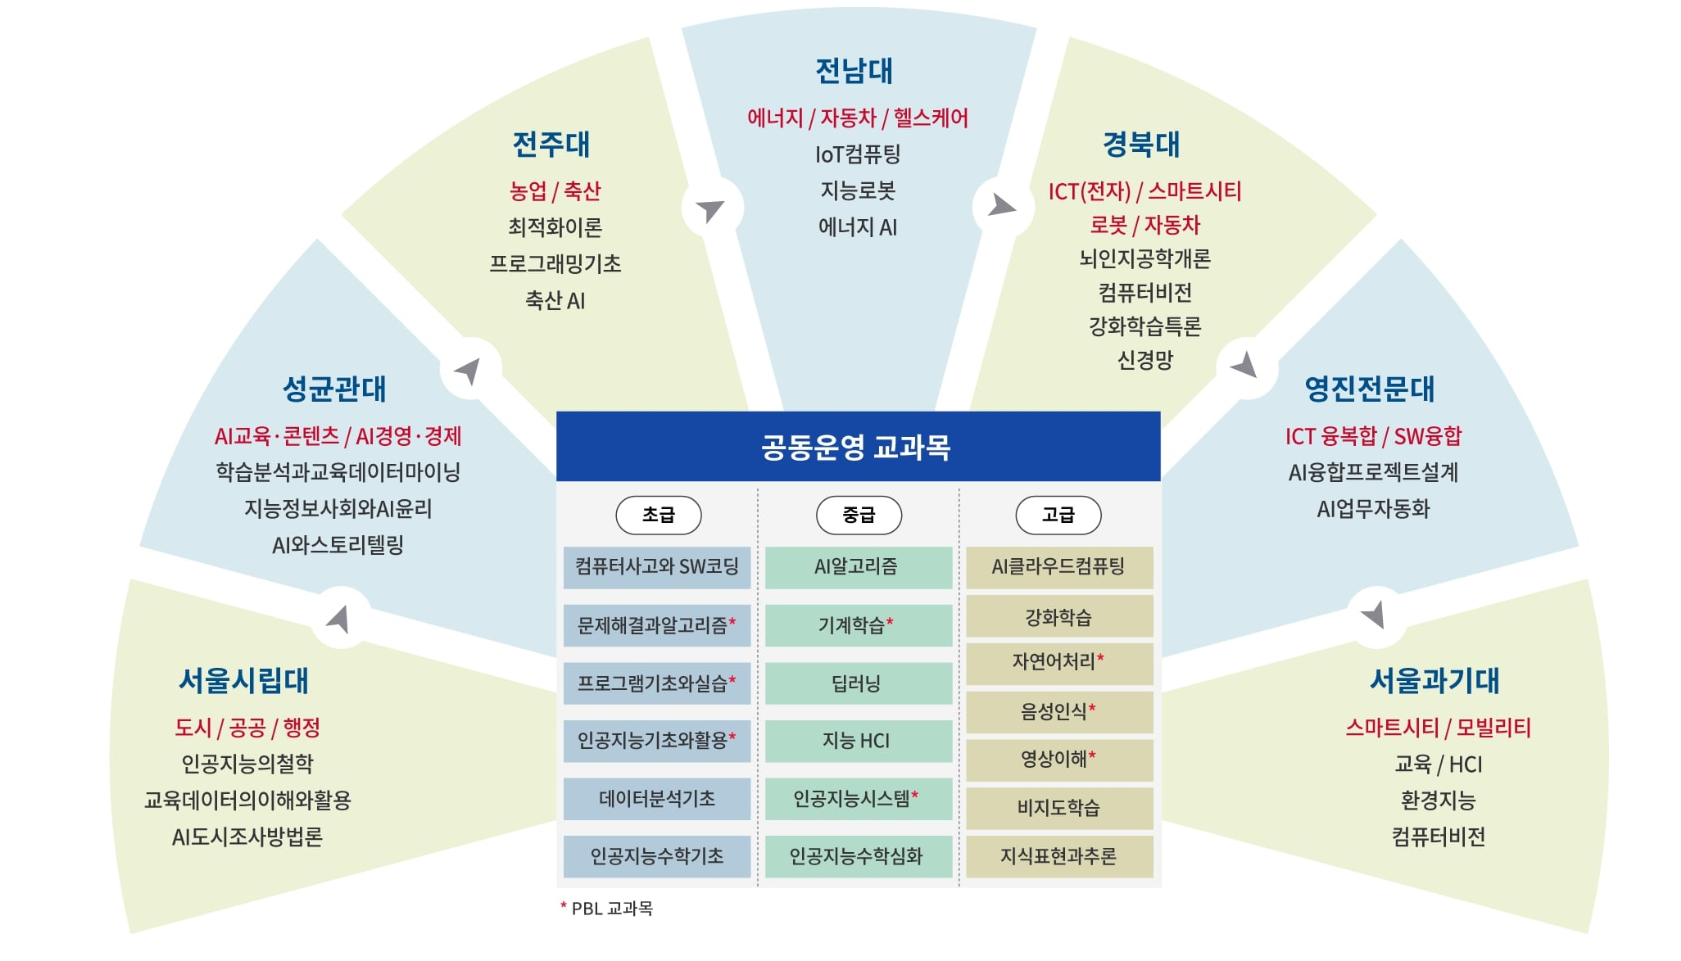 전남대
에너지 / 자동차 / 헬스케어
IoT컴퓨팅
지능로봇
에너지 AI
전주대
농업 / 축산
최적화이론
프로그래밍기초
축산 AI
경북대
ICT(전자) / 스마트시티
로봇 / 자동차
뇌인지공학개론
컴퓨터비전
강화학습특론
신경망
성균관대
AI교육·콘텐츠 / AI경영·경제
학습분석과교육데이터마이닝
지능정보사회와AI윤리
AI와스토리텔링
영진전문대
ICT 융복합 / SW융합
AI융합프로젝트설계
AI업무자동화
서울시립대
도시 / 공공 / 행정
인공지능의철학
교육데이터의이해와활용
AI도시조사방법론
서울과기대
스마트시티 / 모빌리티
교육 / HCI
환경지능
컴퓨터비전
공동운영 교과목
초급
컴퓨터사고와 SW코딩
문제해결과알고리즘*
프로그램기초와실습*
인공지능기초와활용*
데이터분석기초
인공지능수학기초
중급
AI알고리즘
기계학습*
딥러닝
지능 HCI
인공지능시스템*
인공지능수학심화
고급
AI클라우드컴퓨팅
강화학습
자연어처리*
음성인식*
영상이해*
비지도학습
지식표현과추론
* PBL 교과목